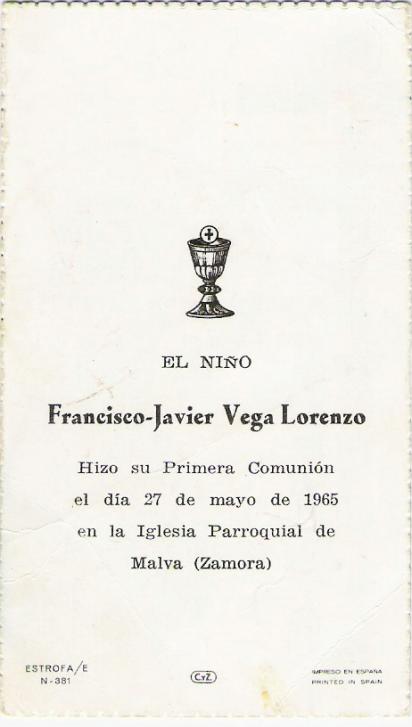 EL NIÑO
Francisco-Javier Vega Lorenzo
Hizo su Primera Comunión
el día 27 de mayo de 1965
en la Iglesia Parroquial de
Malva (Zamora)
ESTROFA/E
N-381
C.Y.Z.
IMPRESO EN ESPAÑA
PRINTED IN SPAIN